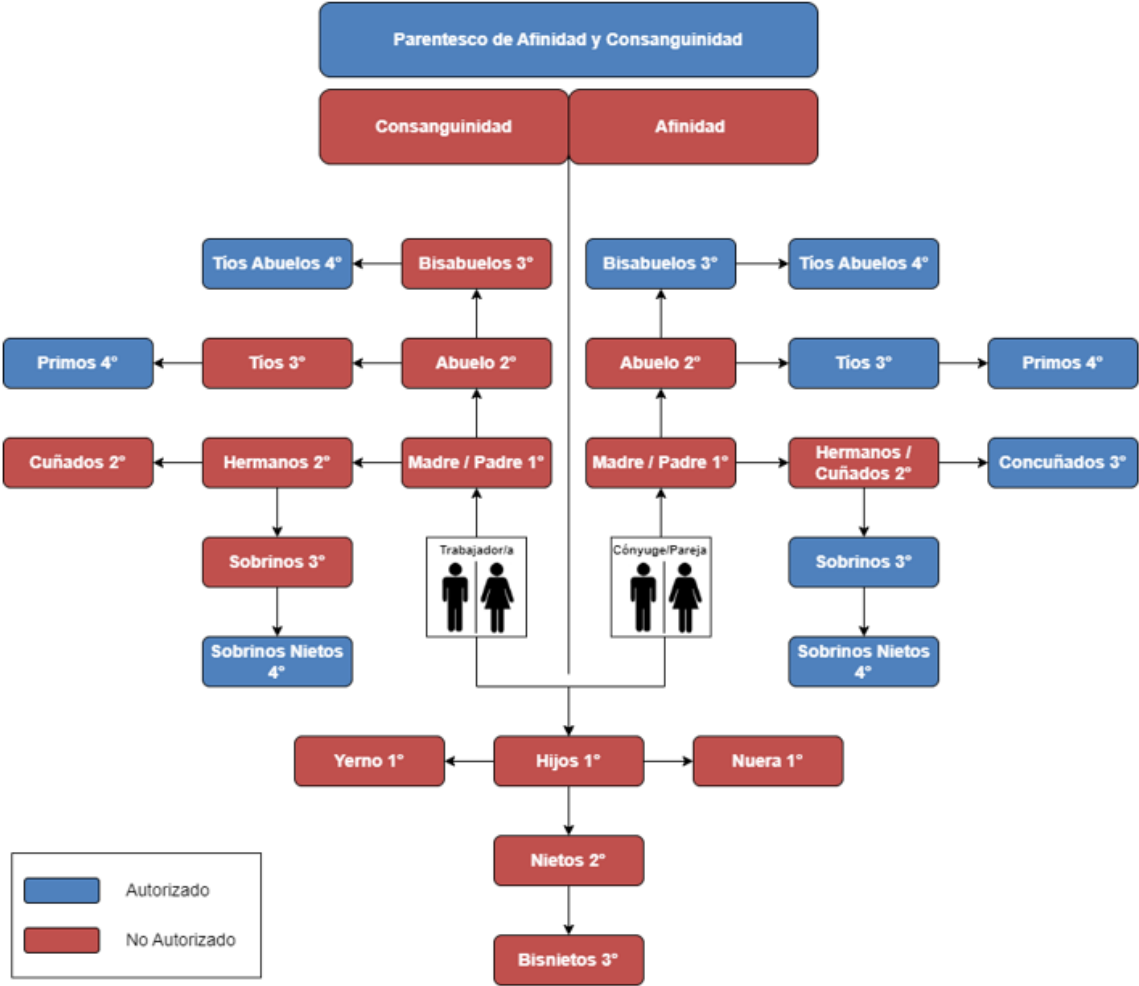 Parentesco de Afinidad y Consanguinidad
Consanguinidad
Afinidad
Tíos Abuelos 4°
Bisabuelos 3°
Bisabuelos 3°
Tíos Abuelos 4°
Primos 4°
Tíos 3°
Abuelo 2°
Abuelo 2°
Tíos 3°
Primos 4°
Cuñados 2°
Hermanos 2°
Madre / Padre 1°
Madre / Padre 1°
Hermanos /
Cuñados 2°
Concuñados 3°
Trabajador/a
Cónyuge/Pareja
Sobrinos 3°
Sobrinos 3°
Sobrinos Nietos
4°
Sobrinos Nietos
4°
Yerno 1°
Hijos 1°
Nuera 1°
Nietos 2°
Bisnietos 3°
Autorizado
No Autorizado